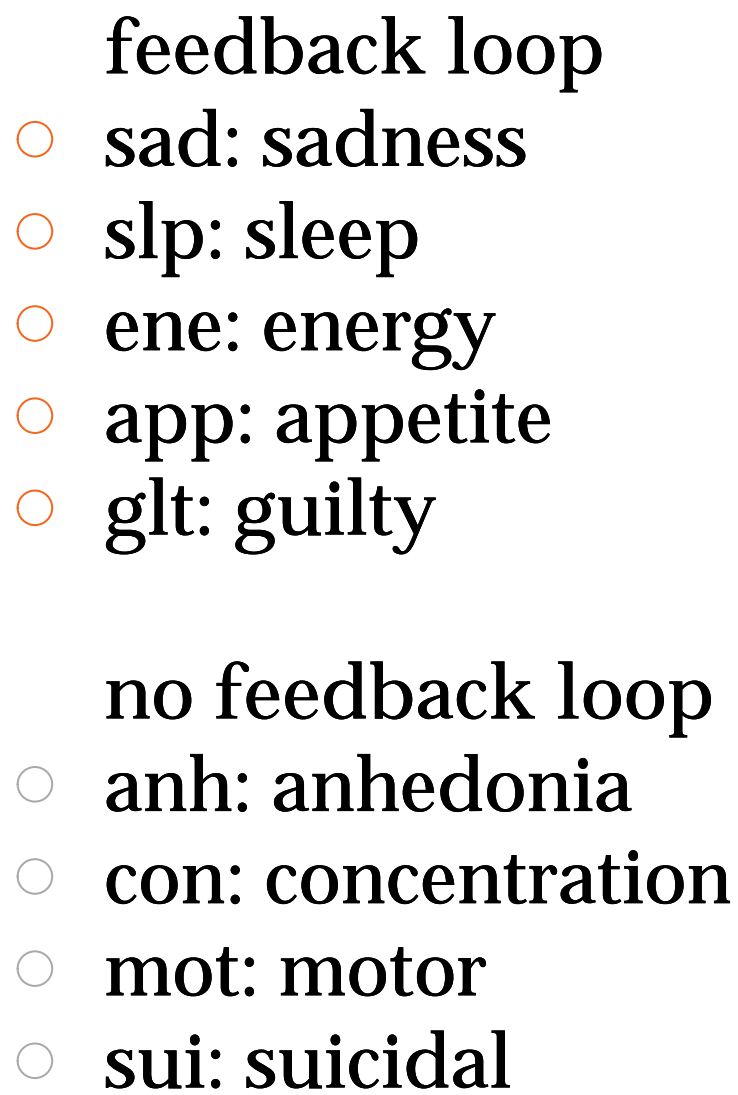 feedback loop
sad: sadness
slp: sleep
ene: energy
app: appetite
glt: guilty
no feedback loop
anh: anhedonia
con: concentration
mot: motor
sui: suicidal